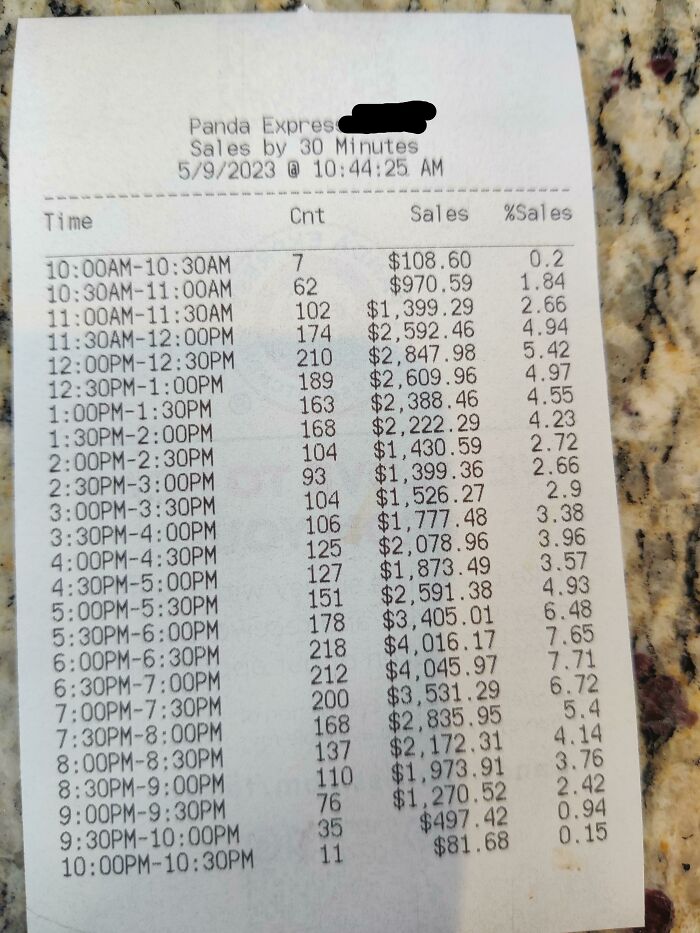 Panda Express
Sales by 30 Minutes
5/9/2023 @ 10:44:25 AM
Time Cnt Sales %Sales
10:00AM-10:30AM 7 $108.60 0.2
10:30AM-11:00AM 62 $970.59 1.84
11:00AM-11:30AM 102 $1,399.29 2.66
11:30AM-12:00PM 174 $2,592.46 4.94
12:00PM-12:30PM 210 $2,847.98 5.42
12:30PM-1:00PM 189 $2,609.96 4.97
1:00PM-1:30PM 163 $2,388.46 4.55
1:30PM-2:00PM 168 $2,222.29 4.23
2:00PM-2:30PM 104 $1,430.59 2.72
2:30PM-3:00PM 93 $1,399.36 2.66
3:00PM-3:30PM 104 $1,526.27 2.9
3:30PM-4:00PM 106 $1,777.48 3.38
4:00PM-4:30PM 125 $2,078.96 3.96
4:30PM-5:00PM 127 $1,873.49 3.57
5:00PM-5:30PM 151 $2,591.38 4.93
5:30PM-6:00PM 178 $3,405.01 6.48
6:00PM-6:30PM 218 $4,016.17 7.65
6:30PM-7:00PM 212 $4,045.97 7.71
7:00PM-7:30PM 200 $3,531.29 6.72
7:30PM-8:00PM 168 $2,835.95 5.4
8:00PM-8:30PM 137 $2,172.31 4.14
8:30PM-9:00PM 110 $1,973.91 3.76
9:00PM-9:30PM 76 $1,270.52 2.42
9:30PM-10:00PM 35 $497.42 0.94
10:00PM-10:30PM 11 $81.68 0.15